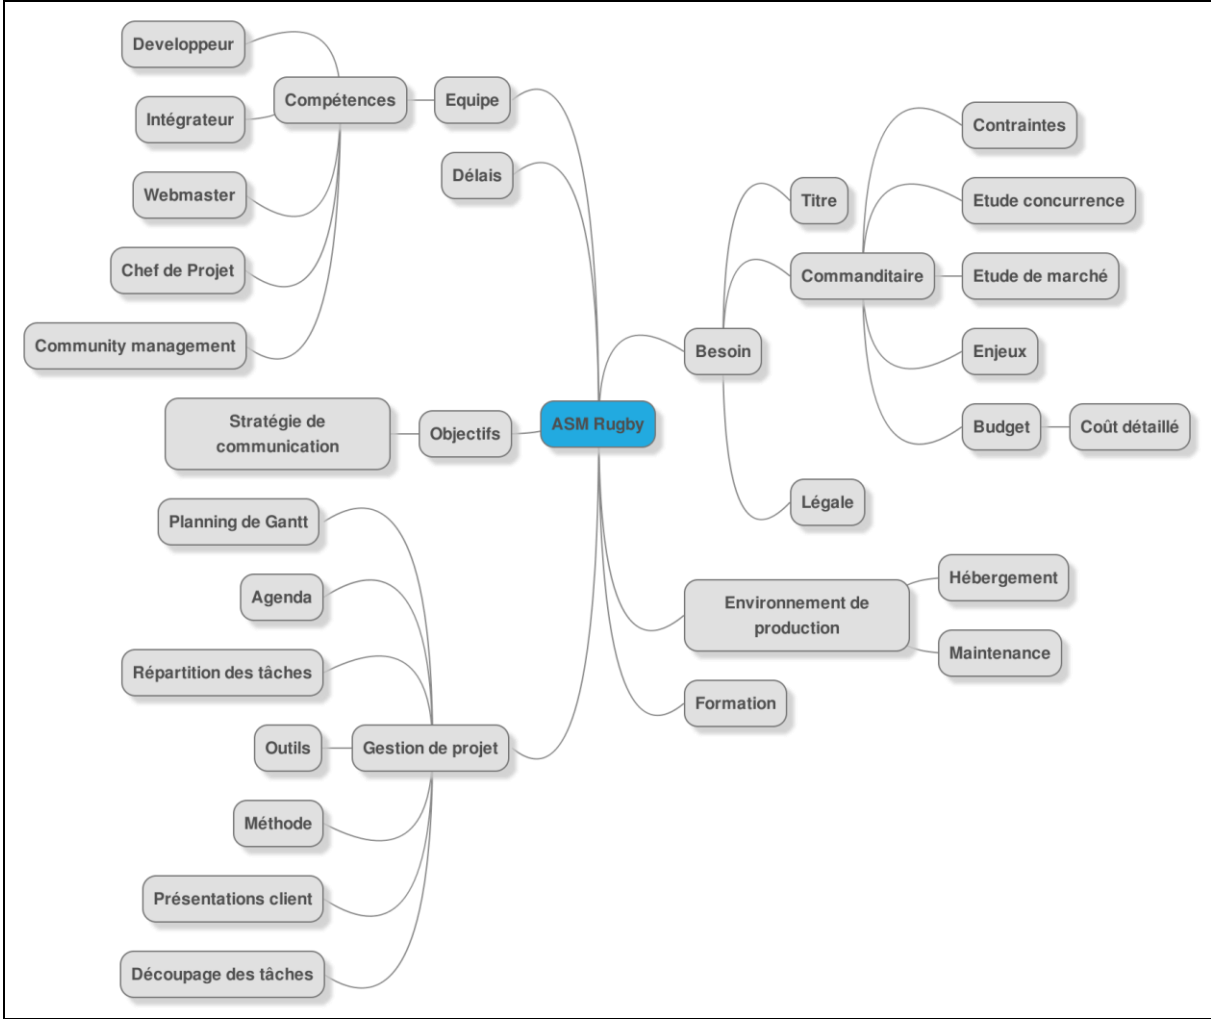 Developpeur
Intégrateur
Webmaster
Chef de Projet
Community management
Compétences
Equipe
Délais
Stratégie de
communication
Objectifs
ASM Rugby
Planning de Gantt
Agenda
Répartition des tâches
Outils
Gestion de projet
Méthode
Présentations client
Découpage des tâches
Besoin
Titre
Commanditaire
Contraintes
Etude concurrence
Etude de marché
Enjeux
Budget
Coût détaillé
Légale
Environnement de
production
Hébergement
Maintenance
Formation